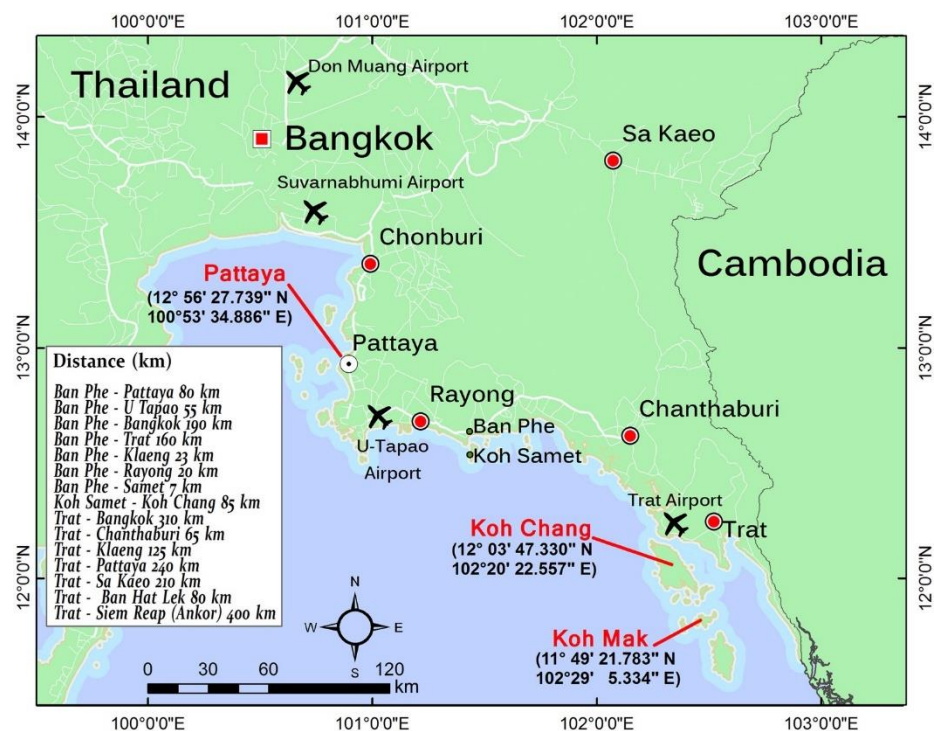 100°0'0"E 101°0'0"E 102°0'0"E 103°0'0"E
Thailand
Don Muang Airport
14°0'0"N
14°0'0"N
Bangkok
Sa Kaeo
Suvarnabhumi Airport
Chonburi
Cambodia
Pattaya
(12° 56' 27.739" N
100° 53' 34.886" E)
13°0'0"N
13°0'0"N
Pattaya
Distance (km)
Ban Phe - Pattaya 80 km
Ban Phe - U Tapao 55 km
Ban Phe - Bangkok 190 km
Ban Phe - Trat 160 km
Ban Phe - Klaeng 23 km
Ban Phe - Rayong 20 km
Ban Phe - Samet 7 km
Koh Samet - Koh Chang 85 km
Trat - Bangkok 310 km
Trat - Chanthaburi 65 km
Trat - Klaeng 125 km
Trat - Pattaya 240 km
Trat - Sa Kaeo 210 km
Trat - Ban Hat Lek 80 km
Trat - Siem Reap (Ankor) 400 km
Rayong
Chanthaburi
Ban Phe
U-Tapao
Airport
Koh Samet
Trat Airport
Trat
Koh Chang
(12° 03' 47.330" N
102° 20' 22.557" E)
12°0'0"N
12°0'0"N
Koh Mak
(11° 49' 21.783" N
102° 29' 5.334" E)
N
W E
S
0 30 60 120
km
100°0'0"E 101°0'0"E 102°0'0"E 103°0'0"E